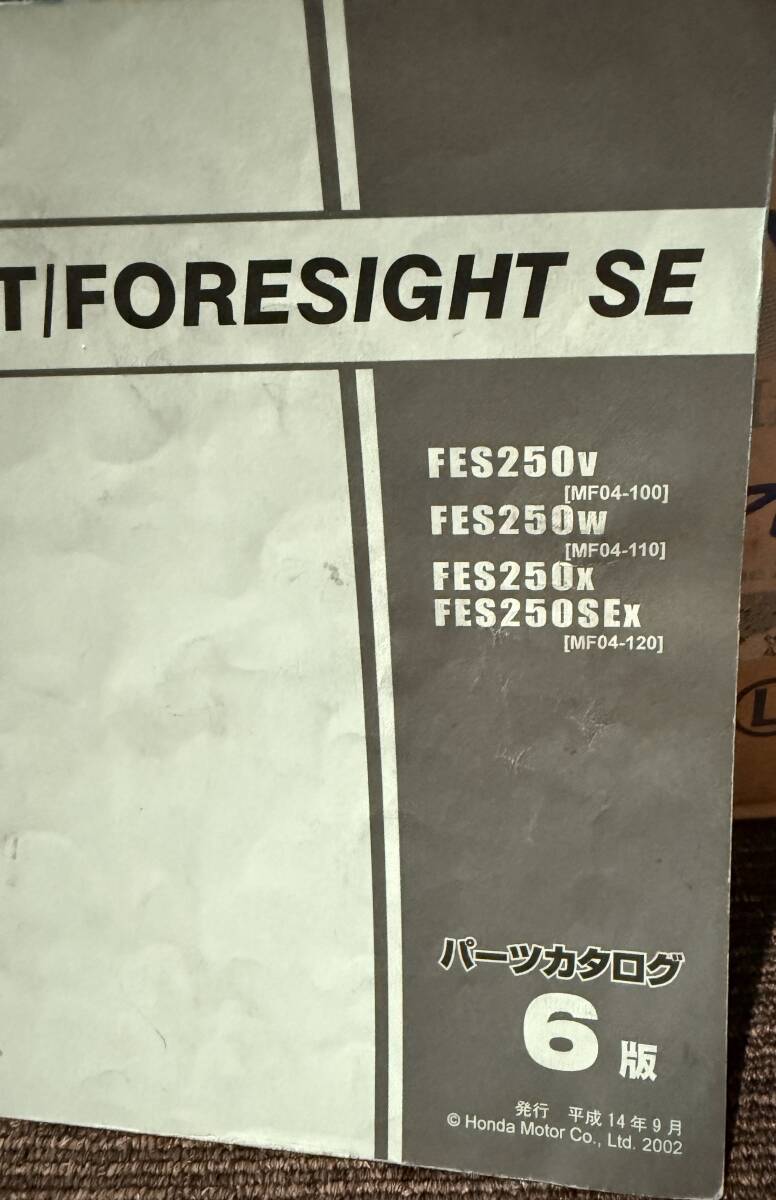 T/FORESIGHT SE
FES250V
[MF04-100]
FES250W
[MF04-110]
FES250X
FES250SEX
[MF04-120]
パーツカタログ
6版
発行 平成14年9月
© Honda Motor Co., Ltd. 2002
L